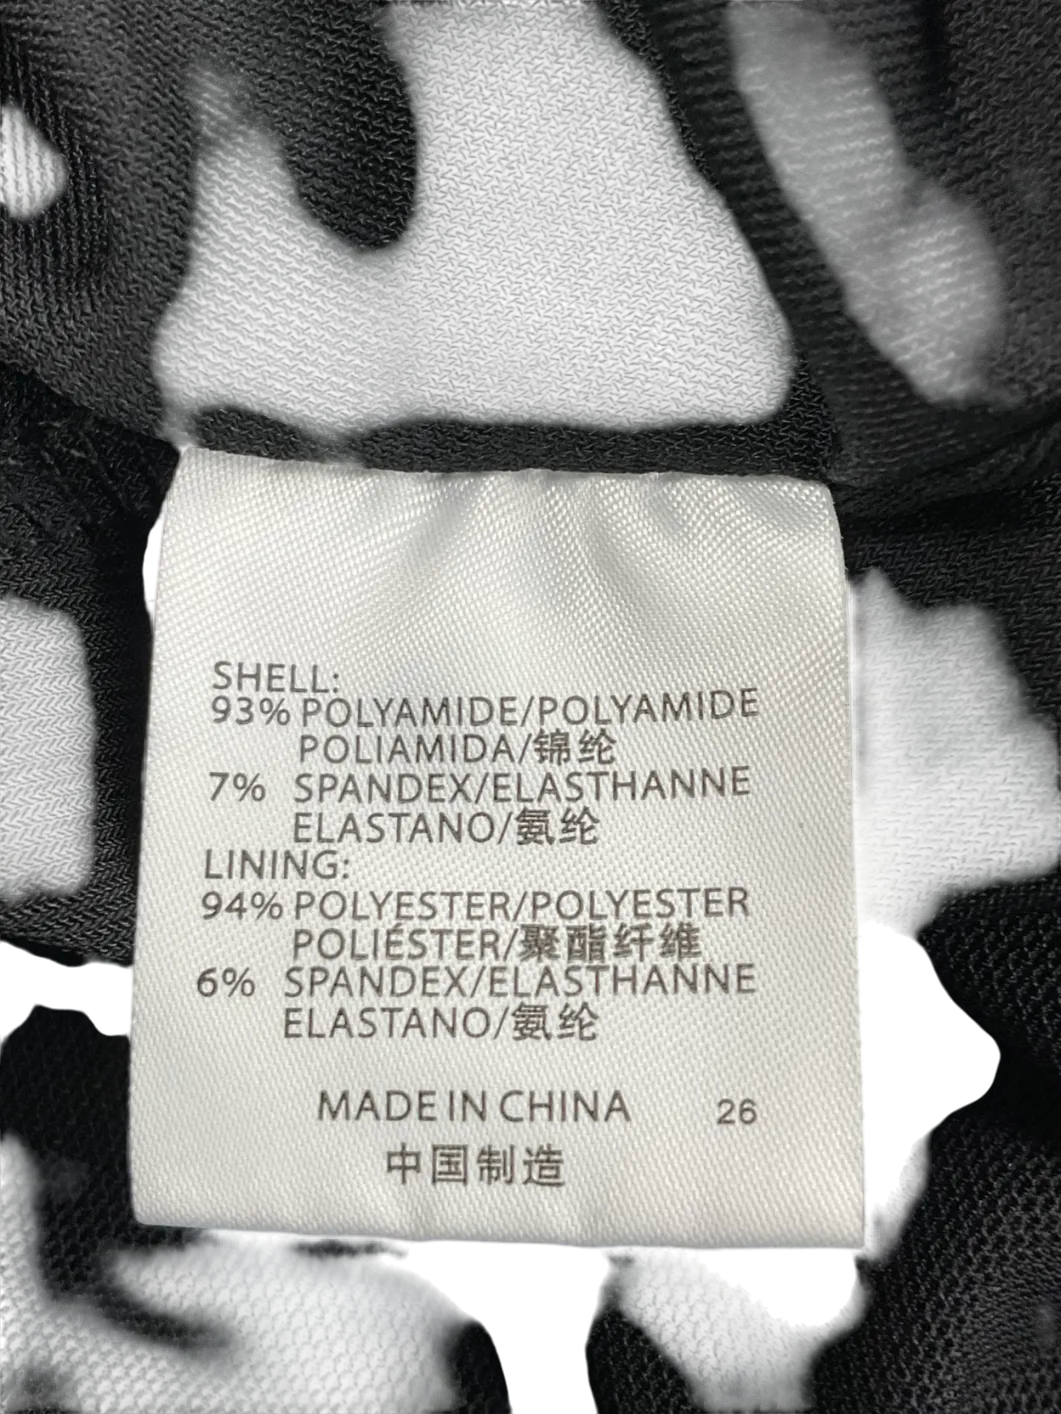 SHELL:
93% POLYAMIDE/POLYAMIDE
POLIAMIDA/锦纶
7% SPANDEX/ELASTHANNE
ELASTANO/氨纶
LINING:
94% POLYESTER/POLYESTER
POLIÉSTER/聚酯纤维
6% SPANDEX/ELASTHANNE
ELASTANO/氨纶
MADE IN CHINA 26
中国制造